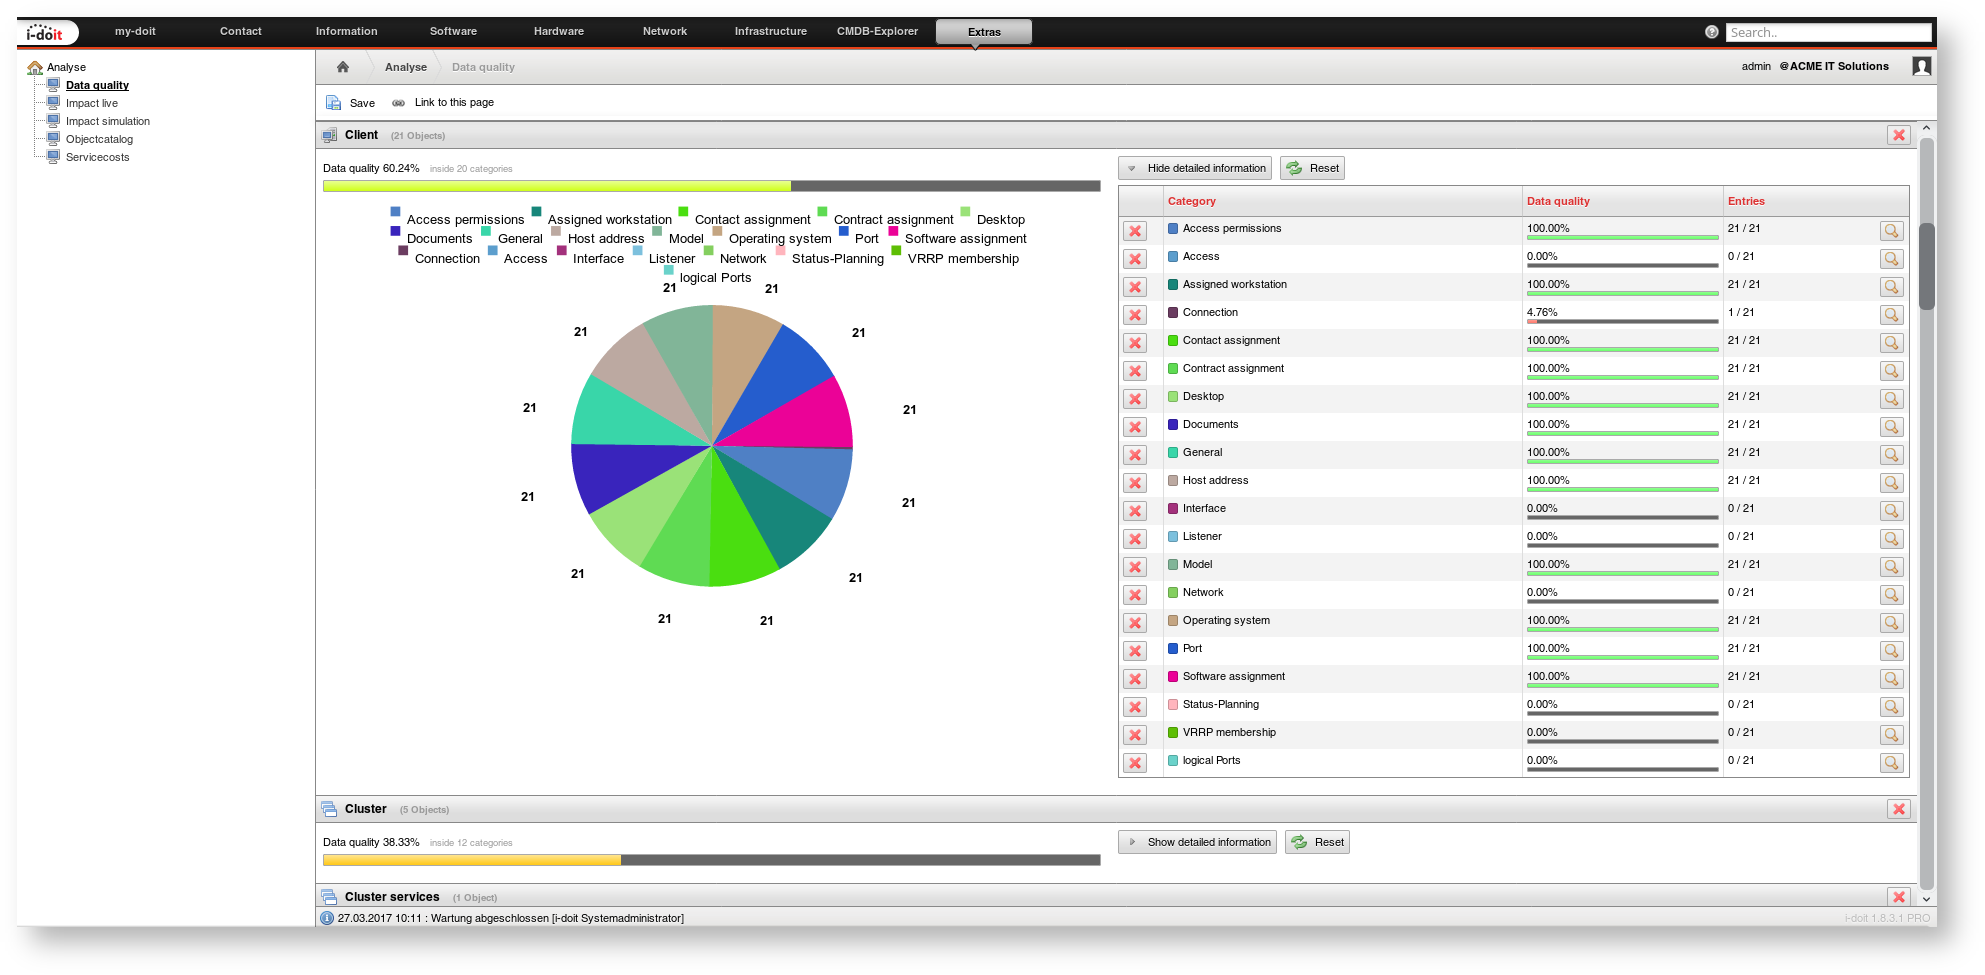 i-doit my-doit Contact Information Software Hardware Network Infrastructure CMDB-Explorer Extras Search..
Analyse
Data quality
Impact live
Impact simulation
Objectcatalog
Servicecosts
Analyse Data quality admin @ACME IT Solutions
Save Link to this page
Client (21 Objects)
Data quality 60.24% inside 20 categories
Access permissions Assigned workstation Contact assignment Contract assignment Desktop
Documents General Host address Model Operating system Port Software assignment
Connection Access Interface Listener Network Status-Planning VRRP membership
logical Ports
21 21
21 21
21 21
21 21
21 21
21 21
Hide detailed information Reset
Category Data quality Entries
Access permissions 100.00% 21 / 21
Access 0.00% 0 / 21
Assigned workstation 100.00% 21 / 21
Connection 4.76% 1 / 21
Contact assignment 100.00% 21 / 21
Contract assignment 100.00% 21 / 21
Desktop 100.00% 21 / 21
Documents 100.00% 21 / 21
General 100.00% 21 / 21
Host address 100.00% 21 / 21
Interface 0.00% 0 / 21
Listener 0.00% 0 / 21
Model 100.00% 21 / 21
Network 0.00% 0 / 21
Operating system 100.00% 21 / 21
Port 100.00% 21 / 21
Software assignment 100.00% 21 / 21
Status-Planning 0.00% 0 / 21
VRRP membership 0.00% 0 / 21
logical Ports 0.00% 0 / 21
Cluster (5 Objects)
Data quality 38.33% inside 12 categories
Show detailed information Reset
Cluster services (1 Object)
27.03.2017 10:11 : Wartung abgeschlossen [i-doit Systemadministrator] i-doit 1.8.3.1 PRO